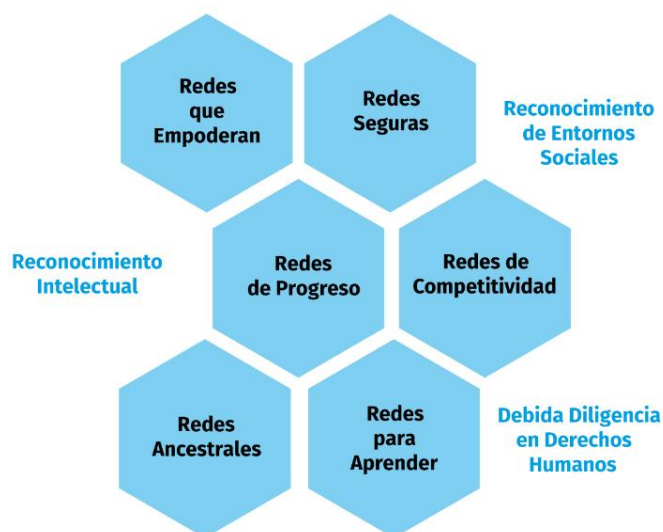 Redes
que
Empoderan
Redes
Seguras
Reconocimiento
de Entornos
Sociales
Reconocimiento
Intelectual
Redes
de Progreso
Redes de
Competitividad
Redes
Ancestrales
Redes
para
Aprender
Debida Diligencia
en Derechos
Humanos